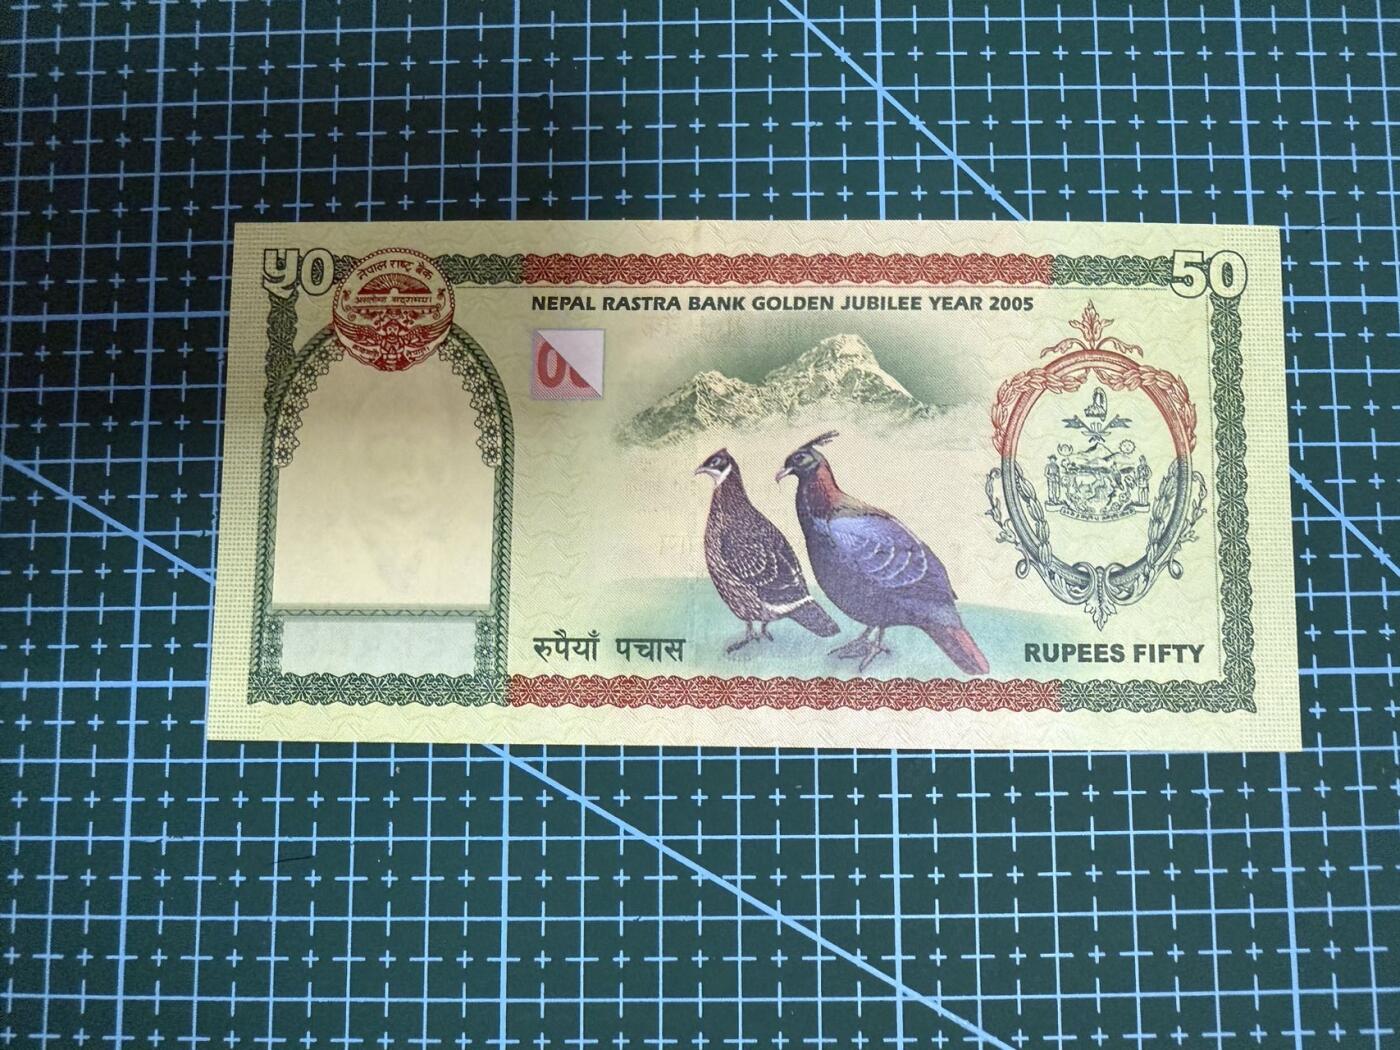 ५० 50
नेपाल राष्ट्र बैंक
NEPAL RASTRA BANK GOLDEN JUBILEE YEAR 2005
रुपैयाँ पचास
RUPEES FIFTY